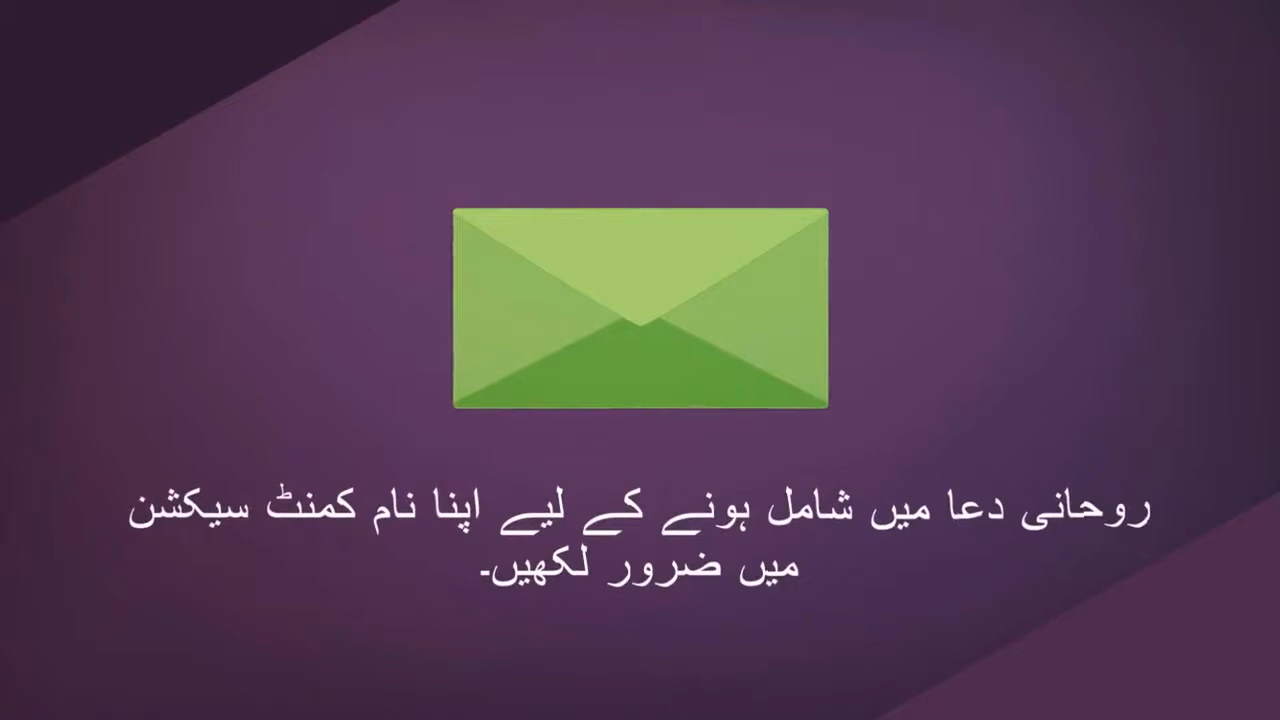 روحانی دعا میں شامل ہونے کے لیے اپنا نام کمنٹ سیکشن
میں ضرور لکھیں۔